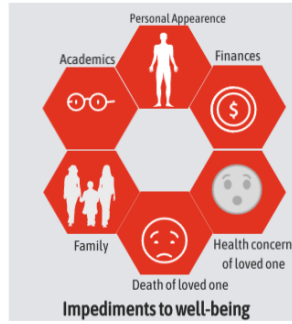 Personal Appearence
Academics
Finances
$
Family
Health concern
of loved one
Death of loved one
Impediments to well-being